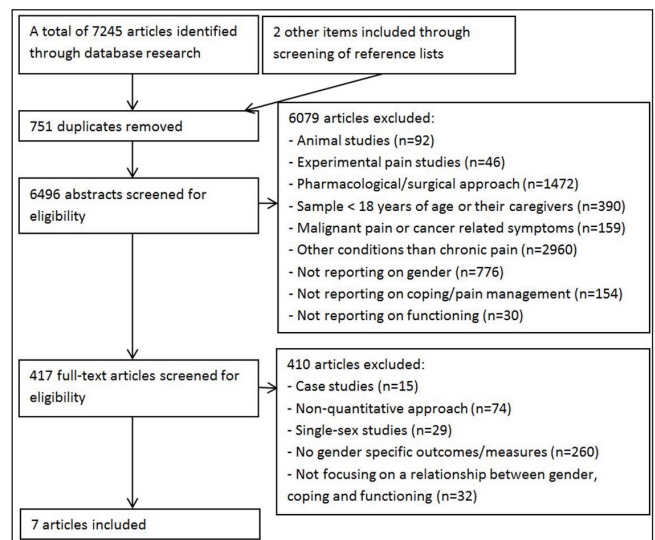 A total of 7245 articles identified
through database research
2 other items included through
screening of reference lists
751 duplicates removed
6079 articles excluded:
- Animal studies (n=92)
- Experimental pain studies (n=46)
- Pharmacological/surgical approach (n=1472)
- Sample < 18 years of age or their caregivers (n=390)
- Malignant pain or cancer related symptoms (n=159)
- Other conditions than chronic pain (n=2960)
- Not reporting on gender (n=776)
- Not reporting on coping/pain management (n=154)
- Not reporting on functioning (n=30)
6496 abstracts screened for
eligibility
417 full-text articles screened for
eligibility
410 articles excluded:
- Case studies (n=15)
- Non-quantitative approach (n=74)
- Single-sex studies (n=29)
- No gender specific outcomes/measures (n=260)
- Not focusing on a relationship between gender,
coping and functioning (n=32)
7 articles included